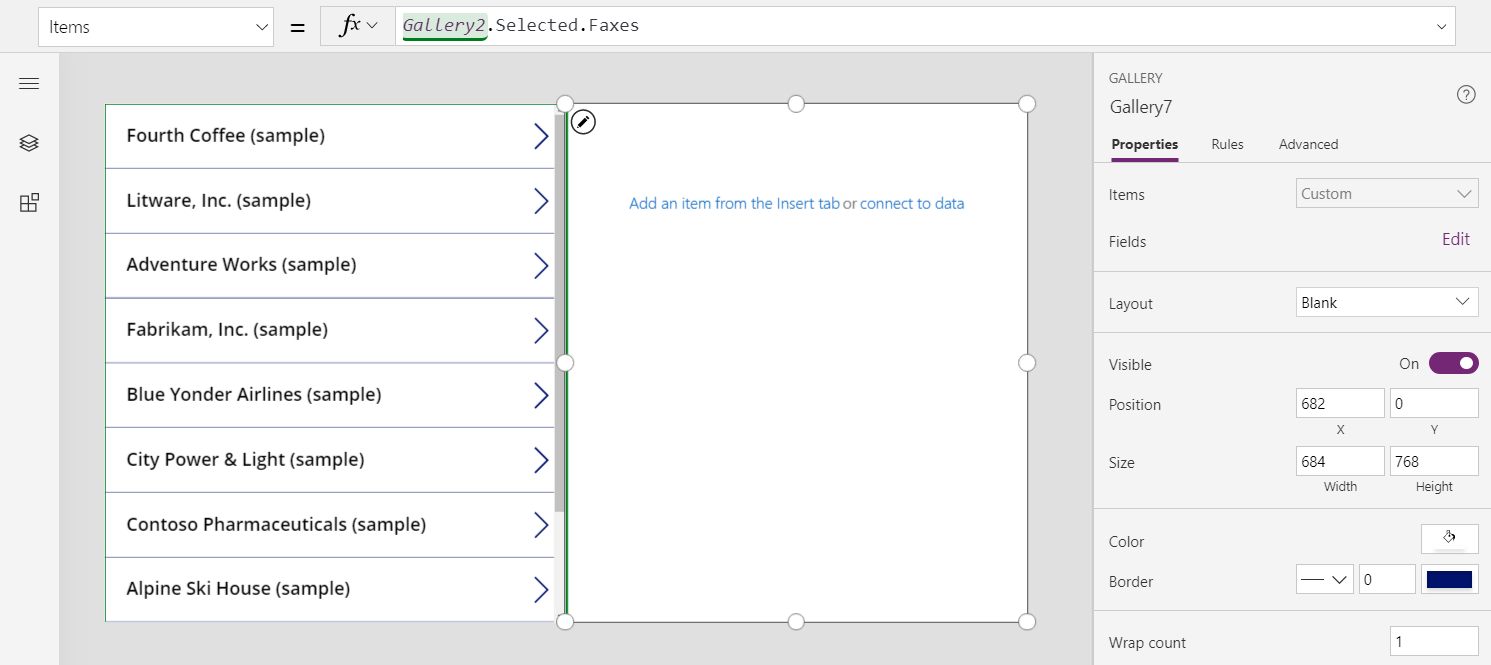 Items = fx Gallery2.Selected.Faxes
Fourth Coffee (sample)
Litware, Inc. (sample)
Adventure Works (sample)
Fabrikam, Inc. (sample)
Blue Yonder Airlines (sample)
City Power & Light (sample)
Contoso Pharmaceuticals (sample)
Alpine Ski House (sample)
Add an item from the Insert tab or connect to data
GALLERY
Gallery7
?
Properties Rules Advanced
Items Custom
Fields Edit
Layout Blank
Visible On
Position 682 0
X Y
Size 684 768
Width Height
Color
Border 0
Wrap count 1